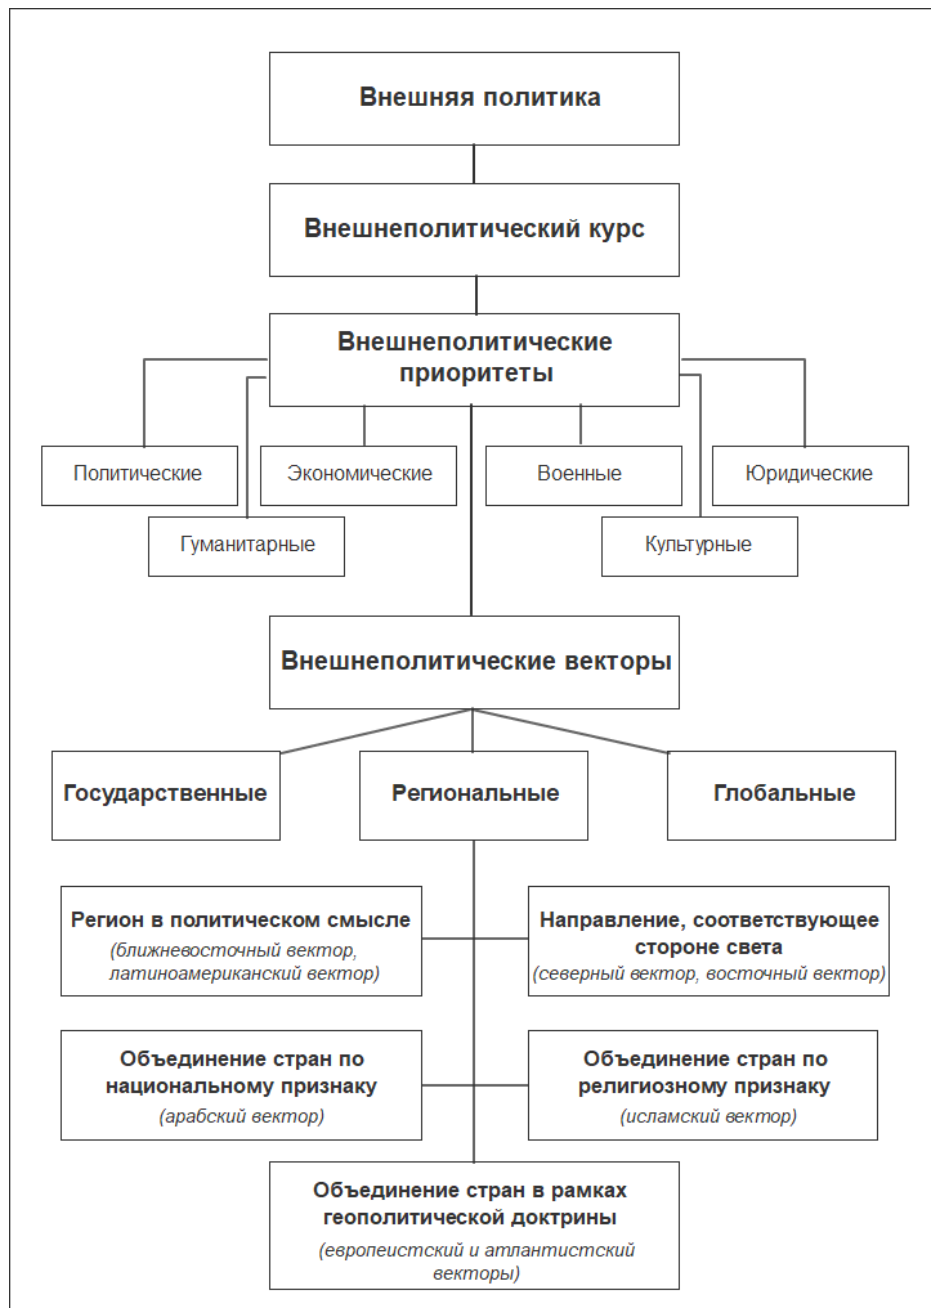 Внешняя политика
Внешнеполитический курс
Внешнеполитические
приоритеты
Политические
Экономические
Военные
Юридические
Гуманитарные
Культурные
Внешнеполитические векторы
Государственные
Региональные
Глобальные
Регион в политическом смысле
(ближневосточный вектор,
латиноамериканский вектор)
Направление, соответствующее
стороне света
(северный вектор, восточный вектор)
Объединение стран по
национальному признаку
(арабский вектор)
Объединение стран по
религиозному признаку
(исламский вектор)
Объединение стран в рамках
геополитической доктрины
(европеистский и атлантистский
векторы)